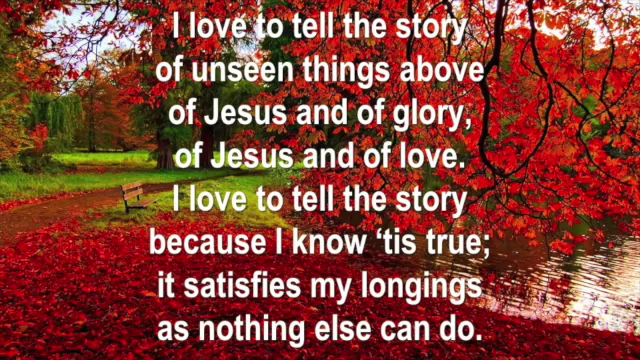 I love to tell the story
of unseen things above
of Jesus and of glory,
of Jesus and of love.
I love to tell the story
because I know ‘tis true;
it satisfies my longings
as nothing else can do.